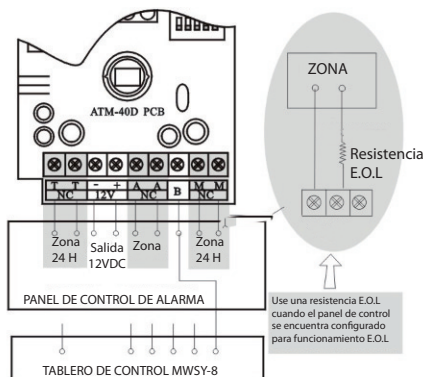 ATM-40D PCB
T T - + A A B M M
NC 12V NC NC
Zona
24 H
Salida
12VDC
Zona
Zona
24 H
PANEL DE CONTROL DE ALARMA
TABLERO DE CONTROL MWSY-8
ZONA
Resistencia
E.O.L
Use una resistencia E.O.L
cuando el panel de control
se encuentra configurado
para funcionamiento E.O.L